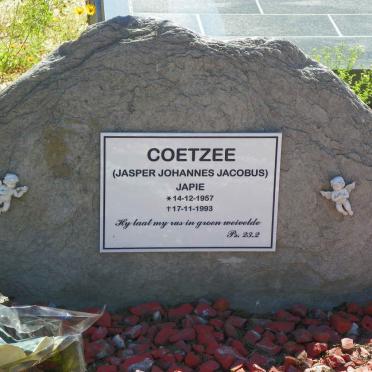 COETZEE
(JASPER JOHANNES JACOBUS)
JAPIE
*14-12-1957
†17-11-1993
Hy laat my rus in groen weivelde
Ps. 23.2